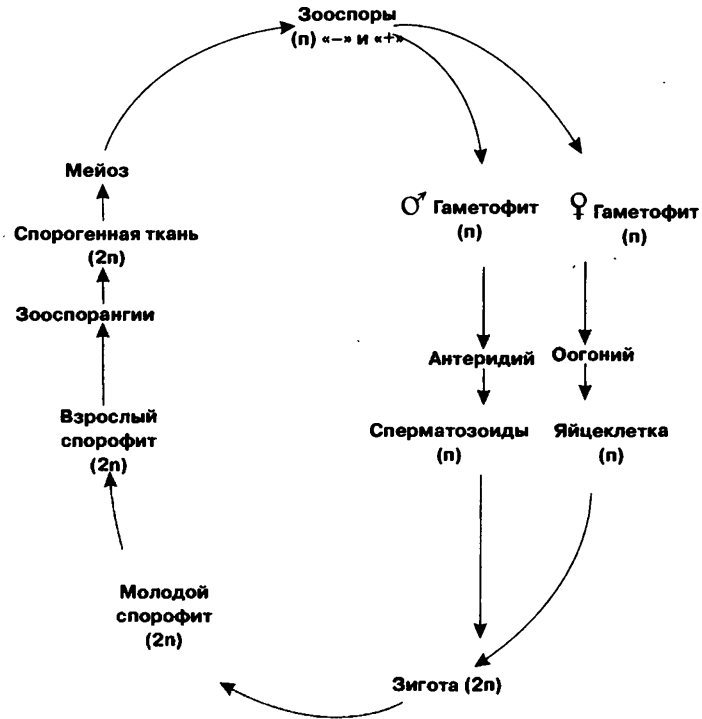 Зооспоры
(n) «–» и «+»
Мейоз
Спорогенная ткань
(2n)
Зооспорангии
Взрослый
спорофит
(2n)
Молодой
спорофит
(2n)
♂ Гаметофит
(n)
♀ Гаметофит
(n)
Антеридий
Оогоний
Сперматозоиды
(n)
Яйцеклетка
(n)
Зигота (2n)